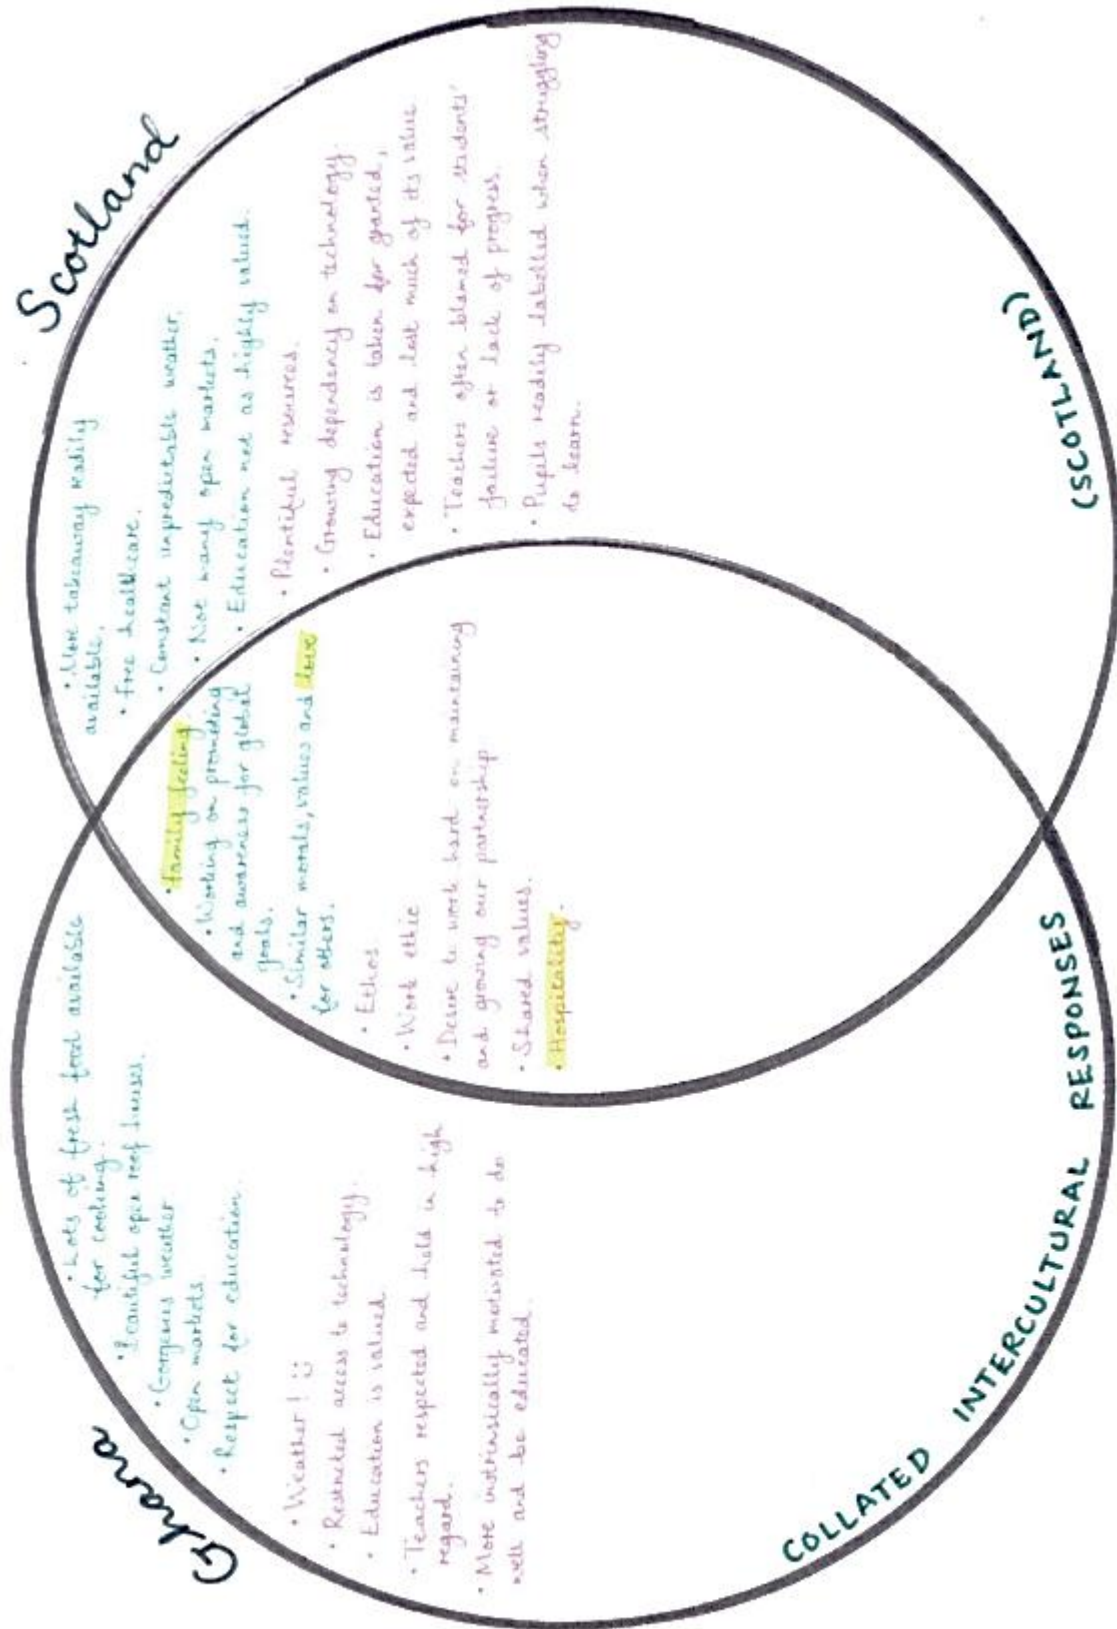 Ghana
• Lots of fresh food available
for cooking.
• Beautiful open roof houses.
• Gorgeous weather
• Open markets.
• Respect for education.
• Weather! :)
• Restricted access to technology.
• Education is valued
• Teachers respected and held in high
regard.
• More intrinsically motivated to do
well and be educated.
• family feeling.
• Working on promoting
and awareness for global
goals.
• Similar morals, values and love
for others.
• Ethos
• Work ethic
• Desire to work hard on maintaining
and growing our partnership
• Shared values.
• Hospitality.
Scotland
• More takeaway readily
available.
• Free healthcare.
• Constant unpredictable weather.
• Not many open markets.
• Education not as highly valued.
• Plentiful resources.
• Growing dependency on technology.
• Education is taken for granted,
expected and lost much of its value
• Teachers often blamed for students'
failure or lack of progress.
• Pupils readily labelled when struggling
to learn.
COLLATED INTERCULTURAL RESPONSES
(SCOTLAND)